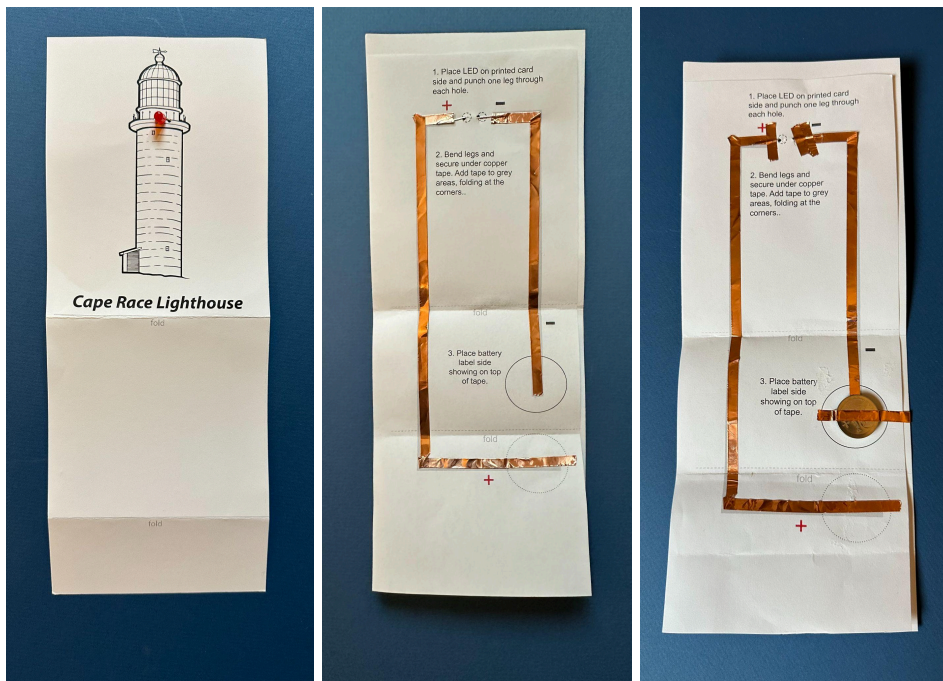 Cape Race Lighthouse
fold
fold
1. Place LED on printed card
side and punch one leg through
each hole.
+
-
2. Bend legs and
secure under copper
tape. Add tape to grey
areas, folding at the
corners..
fold
-
3. Place battery
label side
showing on top
of tape.
fold
+
1. Place LED on printed card
side and punch one leg through
each hole.
+
-
2. Bend legs and
secure under copper
tape. Add tape to grey
areas, folding at the
corners..
fold
-
3. Place battery
label side
showing on top
of tape.
fold
+